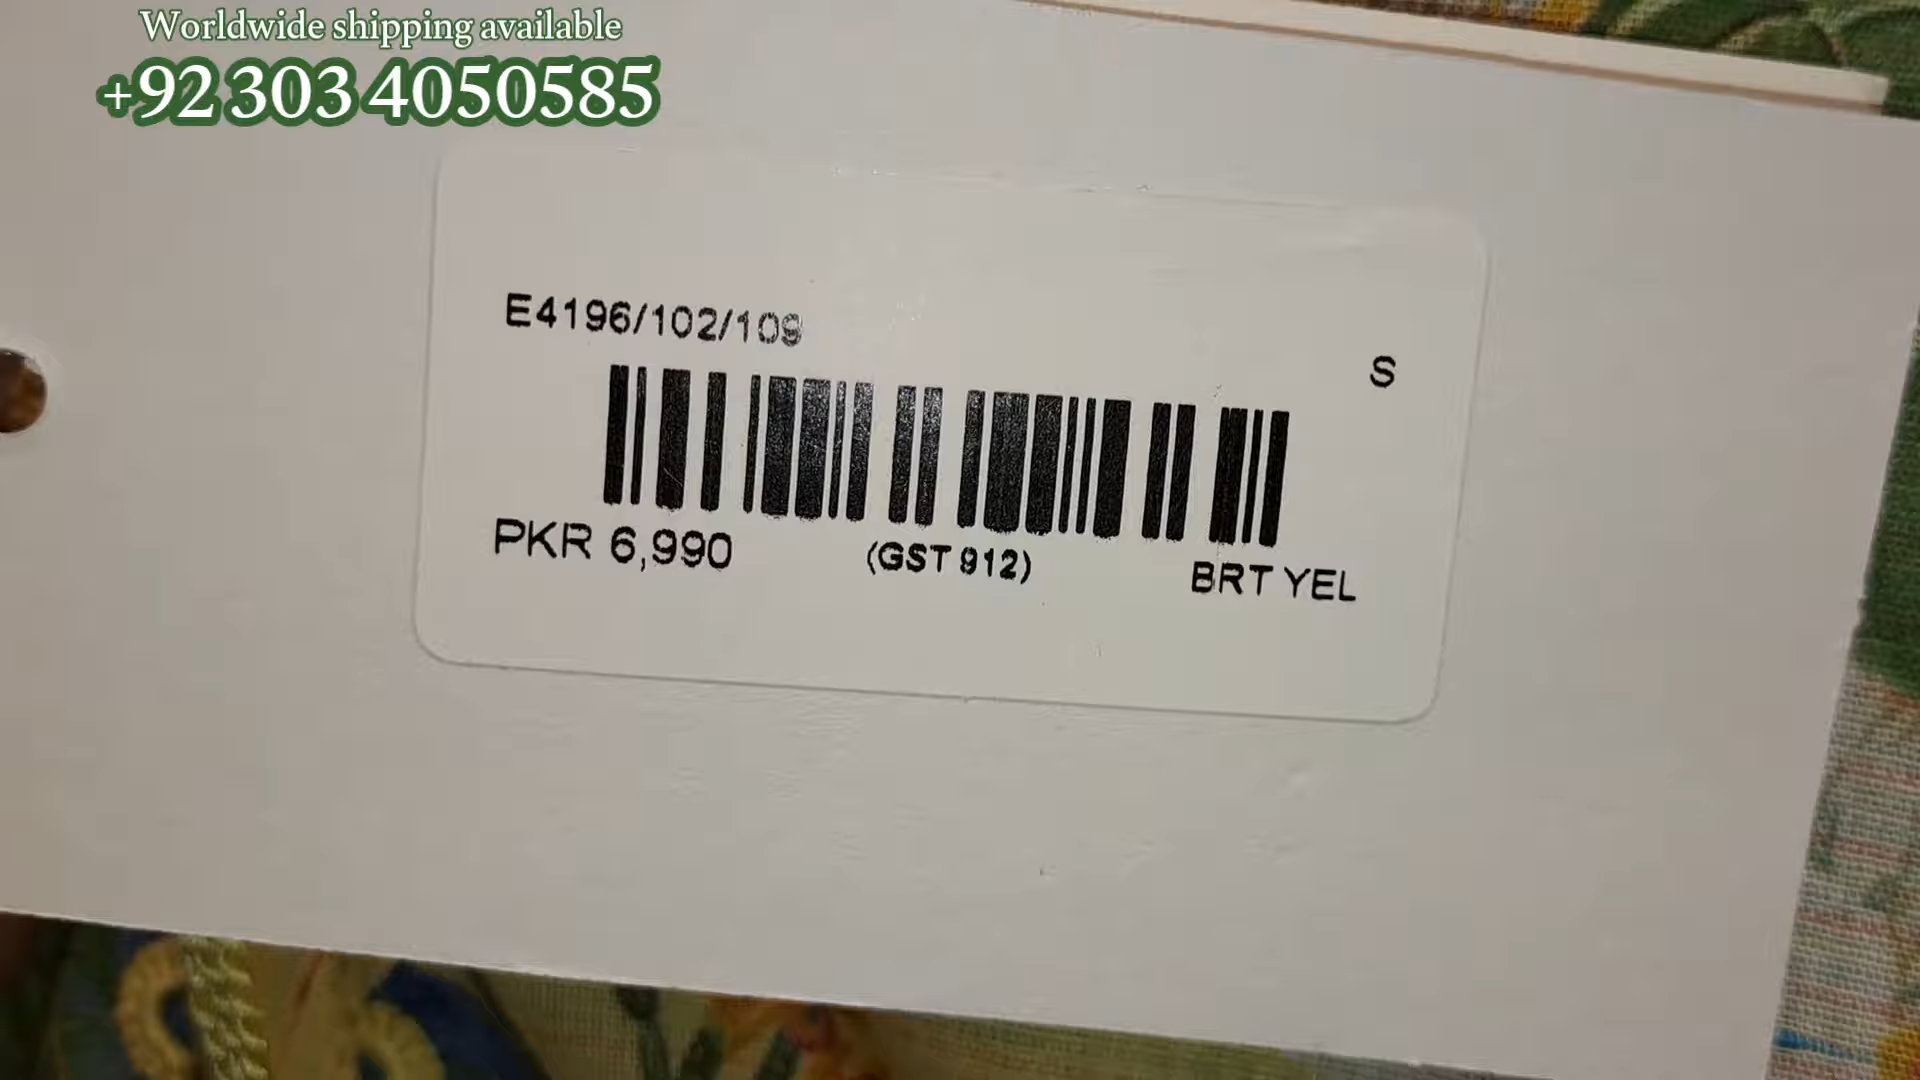 Worldwide shipping available
+92 303 4050585
E4196/102/109
S
PKR 6,990
(GST 912)
BRT YEL